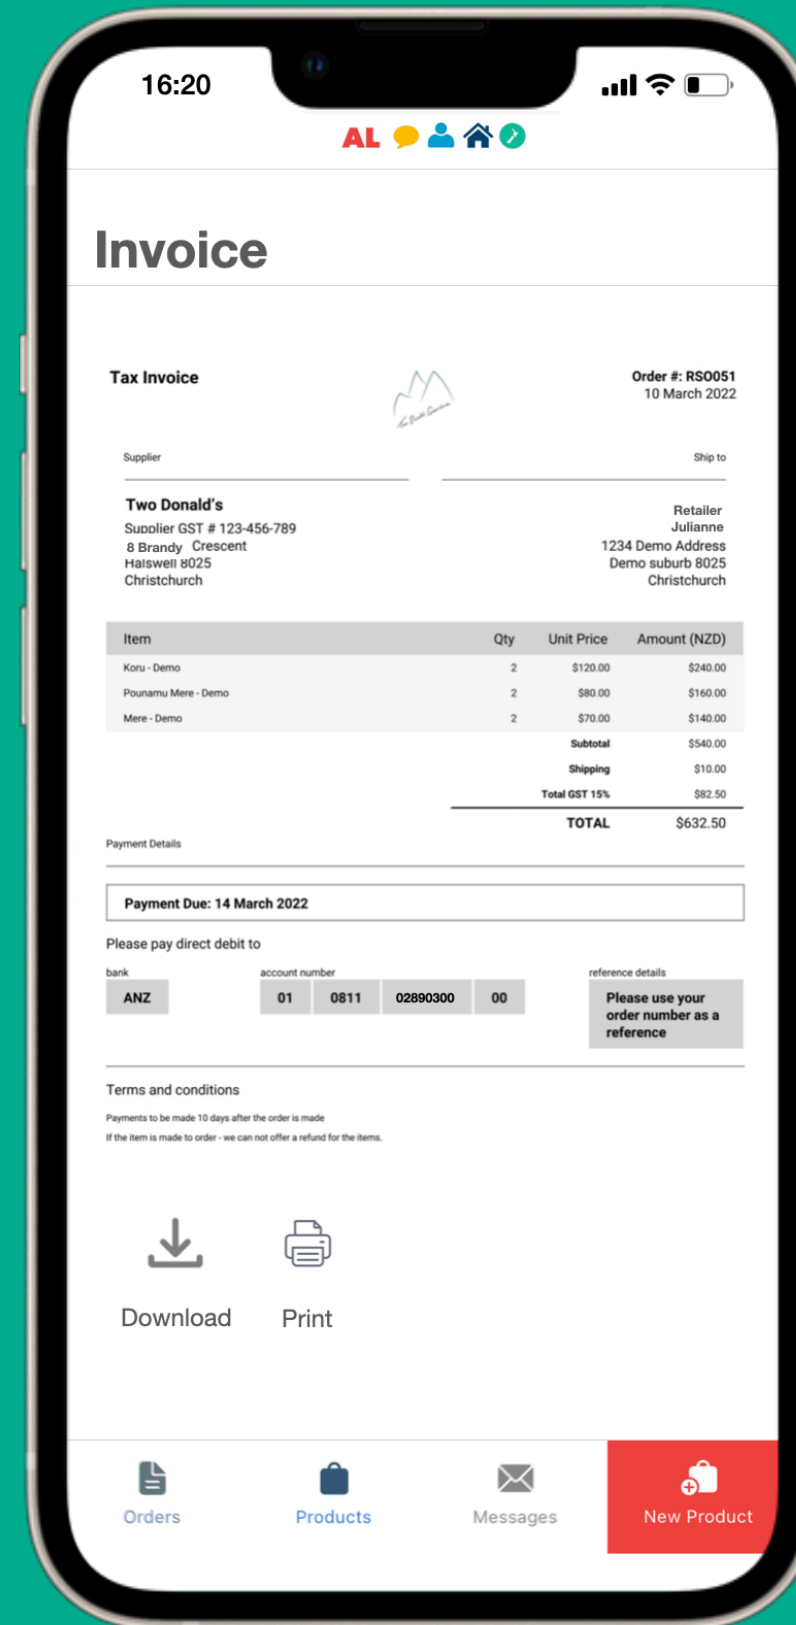 16:20
AL
Invoice
Tax Invoice
Order #: RSO051
10 March 2022
Supplier
Ship to
Two Donald's
Supplier GST # 123-456-789
8 Brandy Crescent
Halswell 8025
Christchurch
Retailer
Julianne
1234 Demo Address
Demo suburb 8025
Christchurch
Item Qty Unit Price Amount (NZD)
Koru - Demo 2 $120.00 $240.00
Pounamu Mere - Demo 2 $80.00 $160.00
Mere - Demo 2 $70.00 $140.00
Subtotal $540.00
Shipping $10.00
Total GST 15% $82.50
TOTAL $632.50
Payment Details
Payment Due: 14 March 2022
Please pay direct debit to
bank account number reference details
ANZ 01 0811 02890300 00
Please use your
order number as a
reference
Terms and conditions
Payments to be made 10 days after the order is made
If the item is made to order - we can not offer a refund for the items.
Download Print
Orders Products Messages New Product